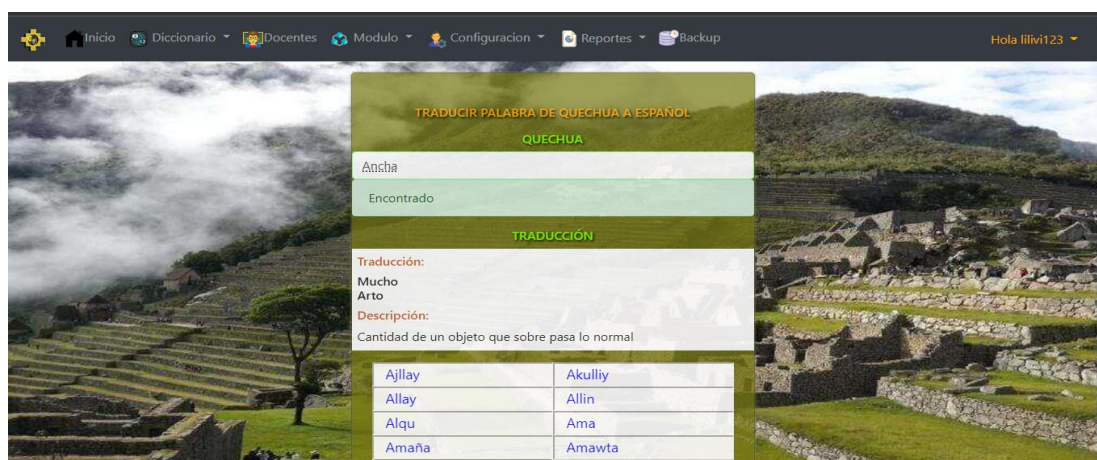 Inicio Diccionario Docentes Modulo Configuracion Reportes Backup Hola lilivi123
TRADUCIR PALABRA DE QUECHUA A ESPAÑOL
QUECHUA
Ancha
Encontrado
TRADUCCIÓN
Traducción:
Mucho
Arto
Descripción:
Cantidad de un objeto que sobre pasa lo normal
Ajllay Akulliy
Allay Allin
Alqu Ama
Amaña Amawta